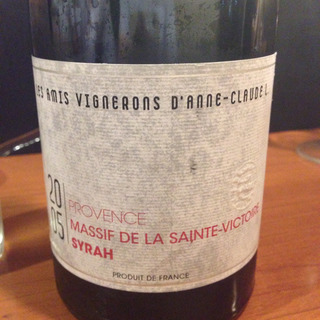 LES AMIS VIGNERONS D'ANNE-CLAUDE L
20
05
PROVENCE
MASSIF DE LA SAINTE-VICTOIRE
SYRAH
PRODUIT DE FRANCE